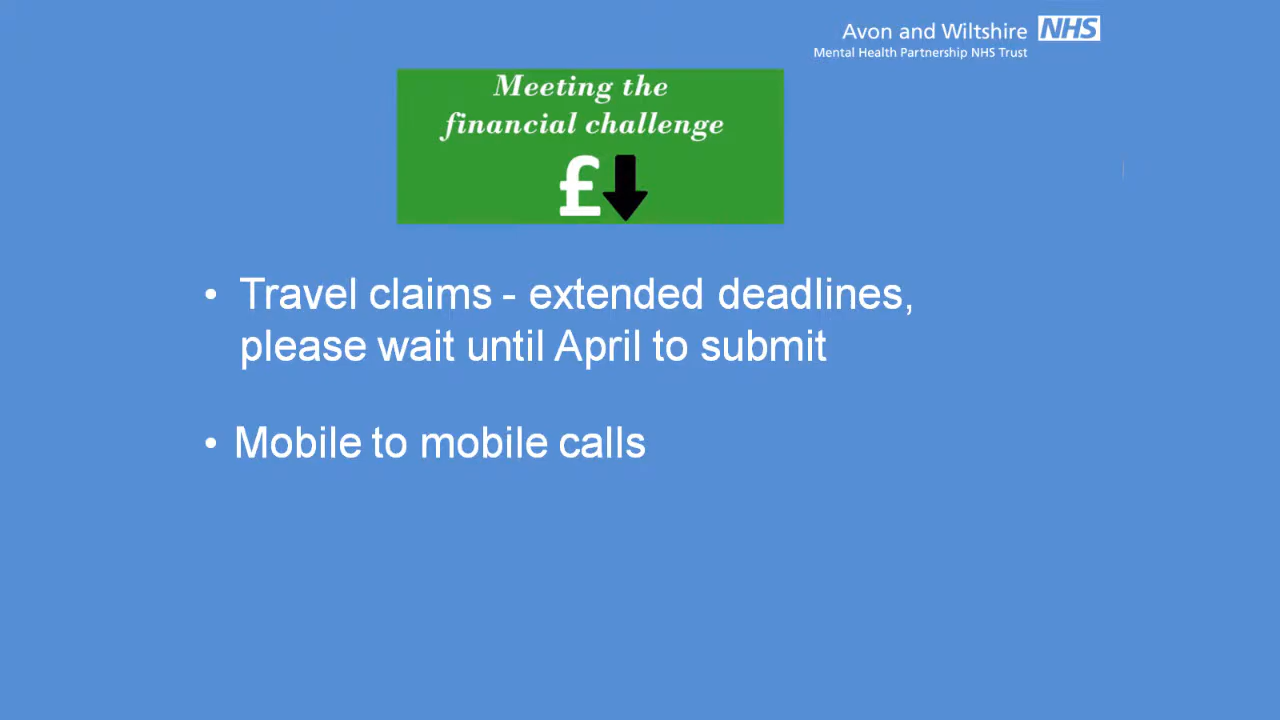 Avon and Wiltshire NHS
Mental Health Partnership NHS Trust
Meeting the
financial challenge
£
• Travel claims - extended deadlines,
please wait until April to submit
• Mobile to mobile calls